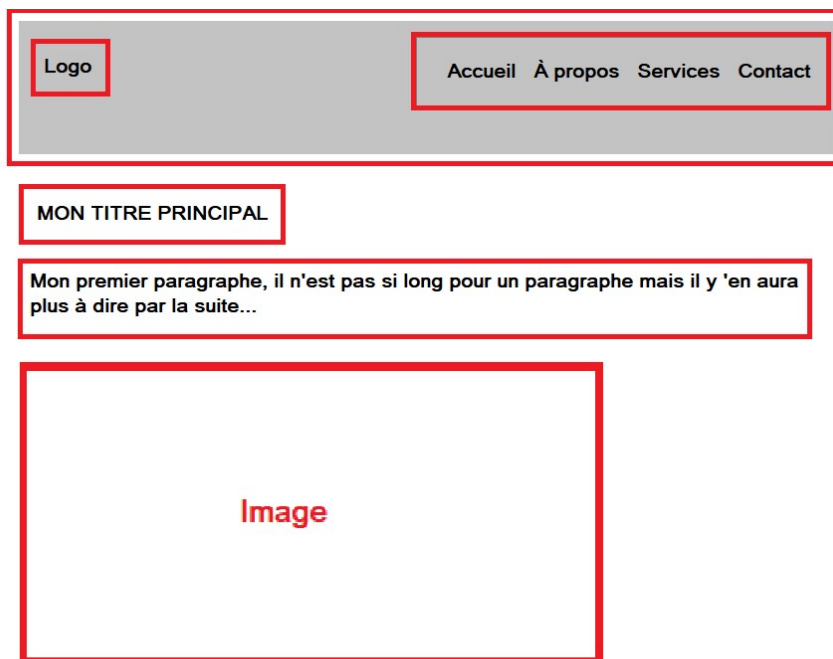 Logo
Accueil À propos Services Contact
MON TITRE PRINCIPAL
Mon premier paragraphe, il n'est pas si long pour un paragraphe mais il y 'en aura
plus à dire par la suite...
Image